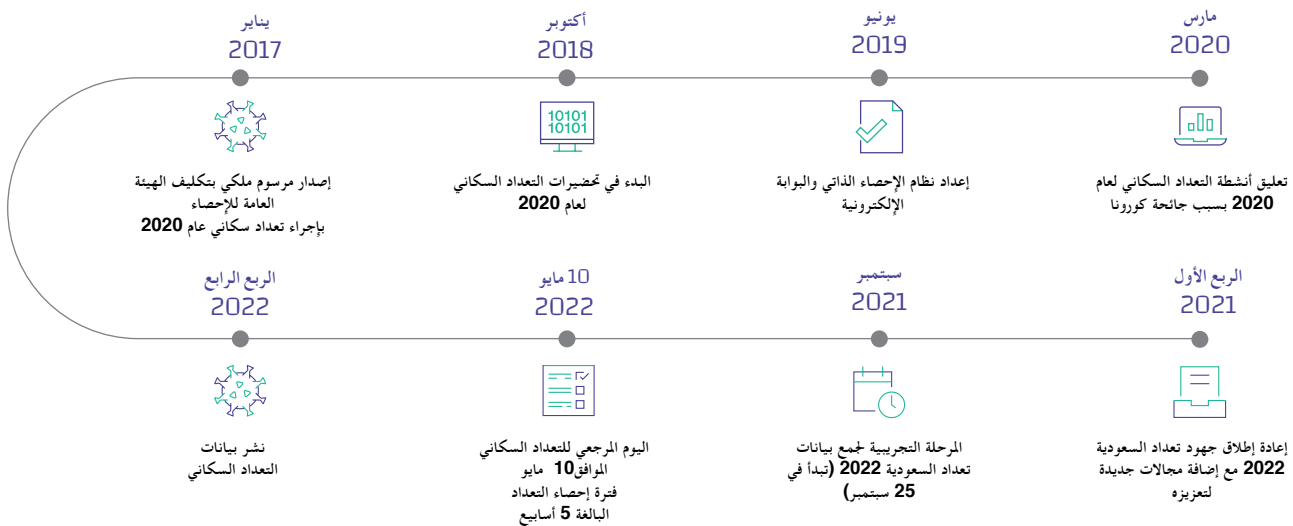 يناير
2017
إصدار مرسوم ملكي بتكليف الهيئة
العامة للإحصاء
بإجراء تعداد سكاني عام 2020
أكتوبر
2018
10101
10101
البدء في تحضيرات التعداد السكاني
لعام 2020
يونيو
2019
إعداد نظام الإحصاء الذاتي والبوابة
الإلكترونية
مارس
2020
تعليق أنشطة التعداد السكاني لعام
2020 بسبب جائحة كورونا
الربع الأول
2021
إعادة إطلاق جهود تعداد السعودية
2022 مع إضافة مجالات جديدة
لتعزيزه
سبتمبر
2021
المرحلة التجريبية لجمع بيانات
تعداد السعودية 2022 (تبدأ في
25 سبتمبر)
10 مايو
2022
اليوم المرجعي للتعداد السكاني
الموافق10 مايو
فترة إحصاء التعداد
البالغة 5 أسابيع
الربع الرابع
2022
نشر بيانات
التعداد السكاني